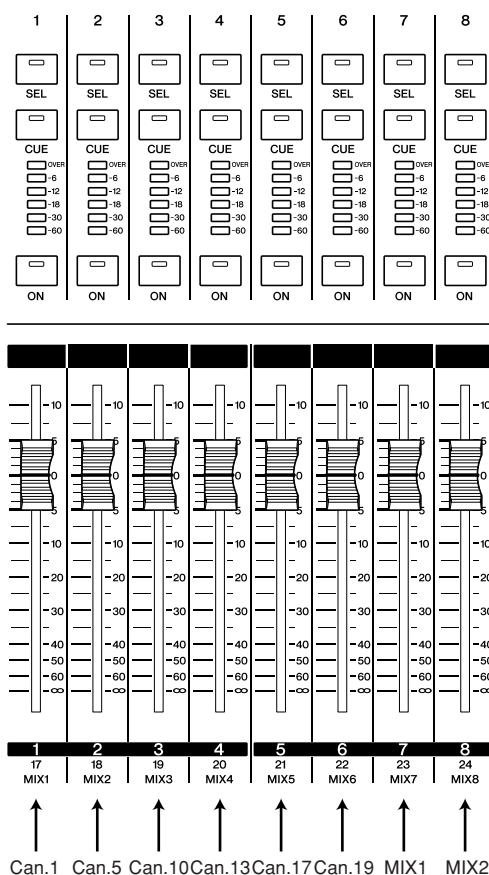 1 2 3 4 5 6 7 8
SEL SEL SEL SEL SEL SEL SEL SEL
CUE CUE CUE CUE CUE CUE CUE CUE
OVER OVER OVER OVER OVER OVER OVER OVER
-6 -6 -6 -6 -6 -6 -6 -6
-12 -12 -12 -12 -12 -12 -12 -12
-18 -18 -18 -18 -18 -18 -18 -18
-30 -30 -30 -30 -30 -30 -30 -30
-60 -60 -60 -60 -60 -60 -60 -60
ON ON ON ON ON ON ON ON
10 10 10 10 10 10 10 10
5 5 5 5 5 5 5 5
0 0 0 0 0 0 0 0
5 5 5 5 5 5 5 5
10 10 10 10 10 10 10 10
20 20 20 20 20 20 20 20
30 30 30 30 30 30 30 30
40 40 40 40 40 40 40 40
50 50 50 50 50 50 50 50
60 60 60 60 60 60 60 60
∞ ∞ ∞ ∞ ∞ ∞ ∞ ∞
1 2 3 4 5 6 7 8
17 18 19 20 21 22 23 24
MIX1 MIX2 MIX3 MIX4 MIX5 MIX6 MIX7 MIX8
Can.1 Can.5 Can.10 Can.13 Can.17 Can.19 MIX1 MIX2